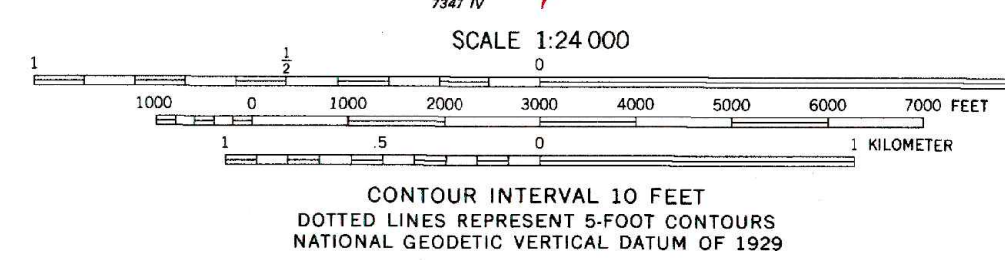 7347 IV
SCALE 1:24 000
1 1/2 0
1000 0 1000 2000 3000 4000 5000 6000 7000 FEET
1 .5 0 1 KILOMETER
CONTOUR INTERVAL 10 FEET
DOTTED LINES REPRESENT 5-FOOT CONTOURS
NATIONAL GEODETIC VERTICAL DATUM OF 1929